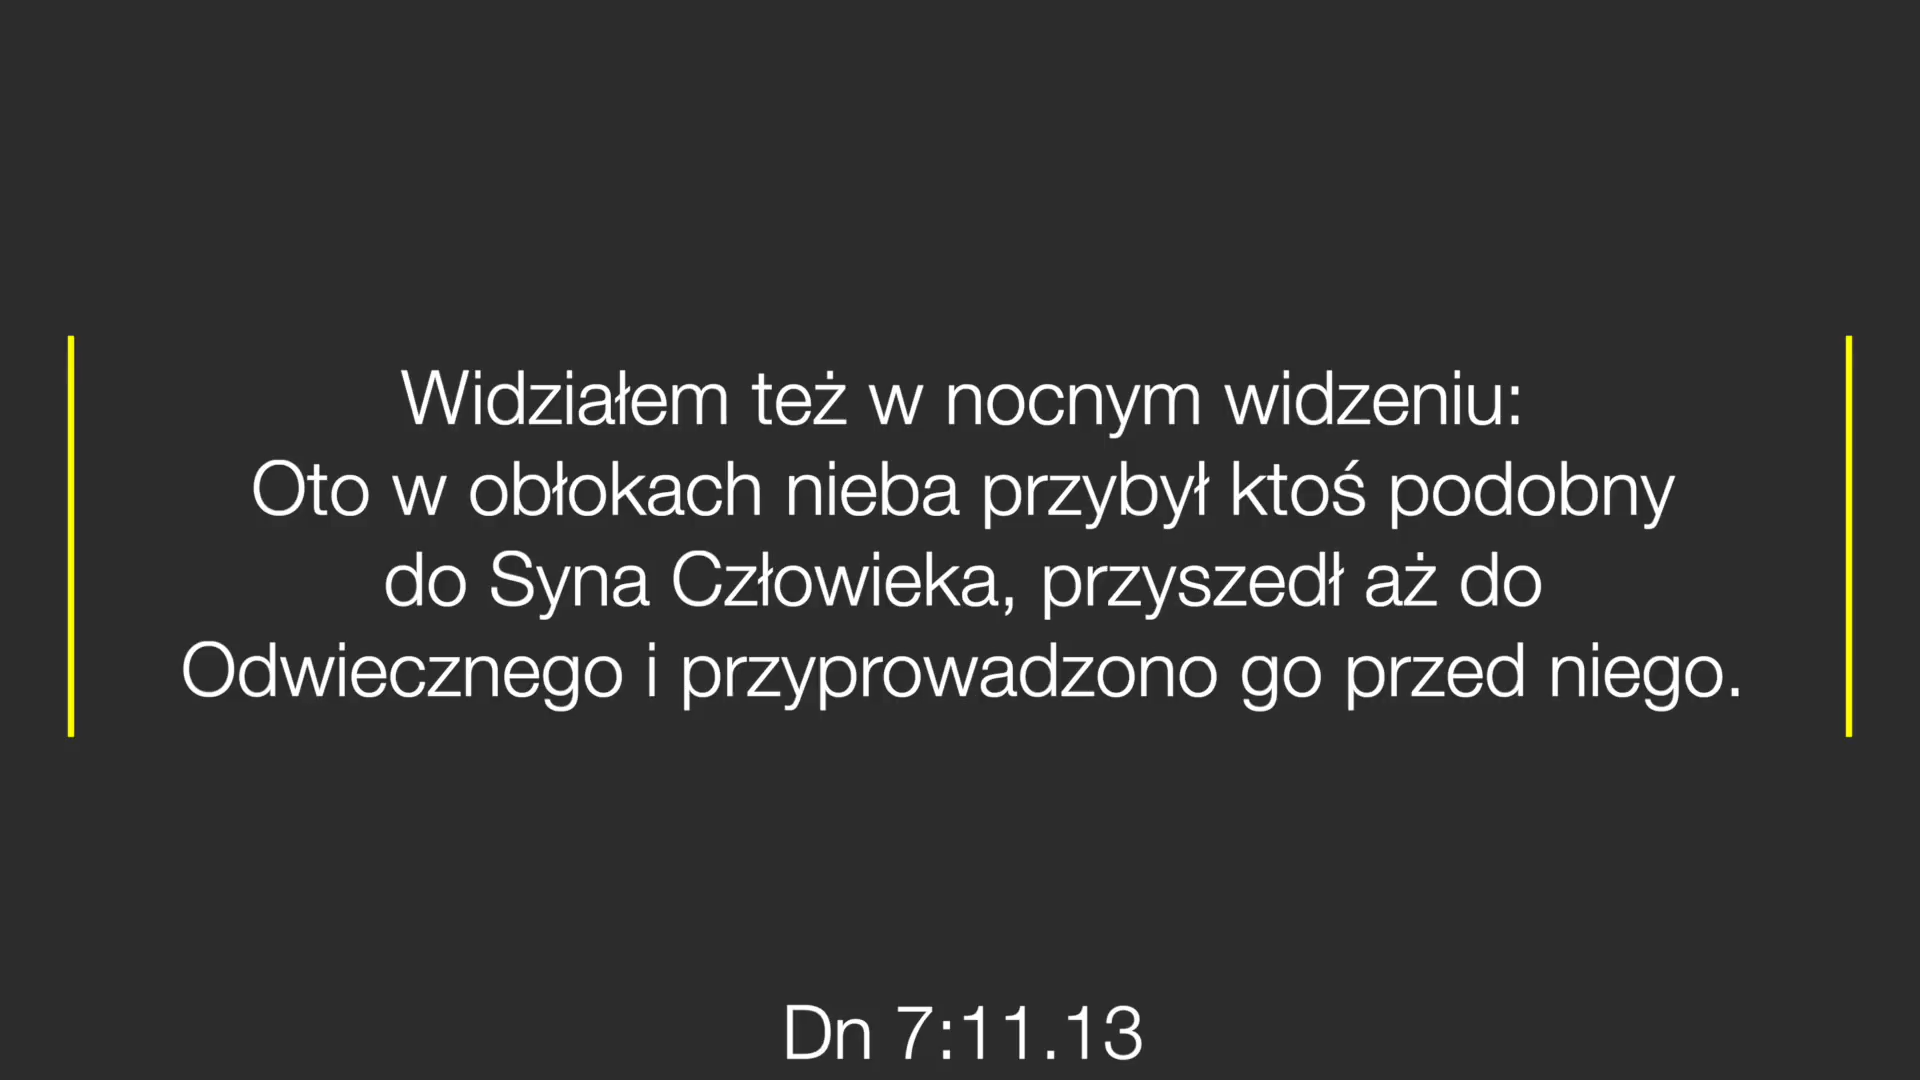 Widziałem też w nocnym widzeniu:
Oto w obłokach nieba przybył ktoś podobny
do Syna Człowieka, przyszedł aż do
Odwiecznego i przyprowadzono go przed niego.
Dn 7:11.13